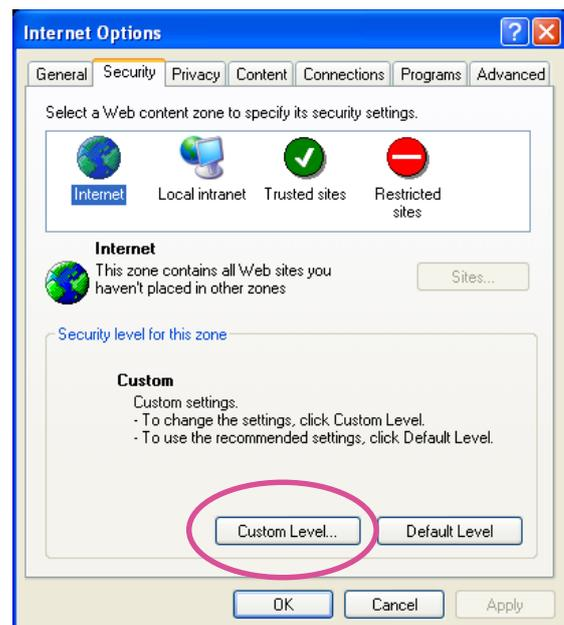 Internet Options
General Security Privacy Content Connections Programs Advanced
Select a Web content zone to specify its security settings.
Internet Local intranet Trusted sites Restricted
sites
Internet
This zone contains all Web sites you
haven't placed in other zones
Sites...
Security level for this zone
Custom
Custom settings.
- To change the settings, click Custom Level.
- To use the recommended settings, click Default Level.
Custom Level... Default Level
OK Cancel Apply